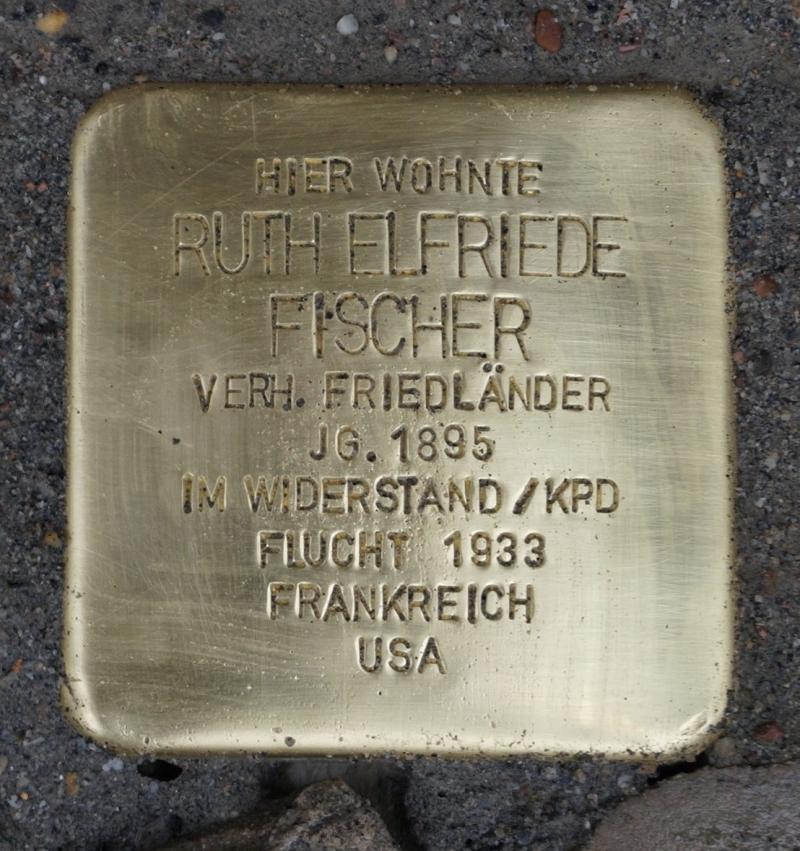 HIER WOHNTE
RUTH ELFRIEDE
FISCHER
VERH. FRIEDLÄNDER
JG. 1895
IM WIDERSTAND / KPD
FLUCHT 1933
FRANKREICH
USA